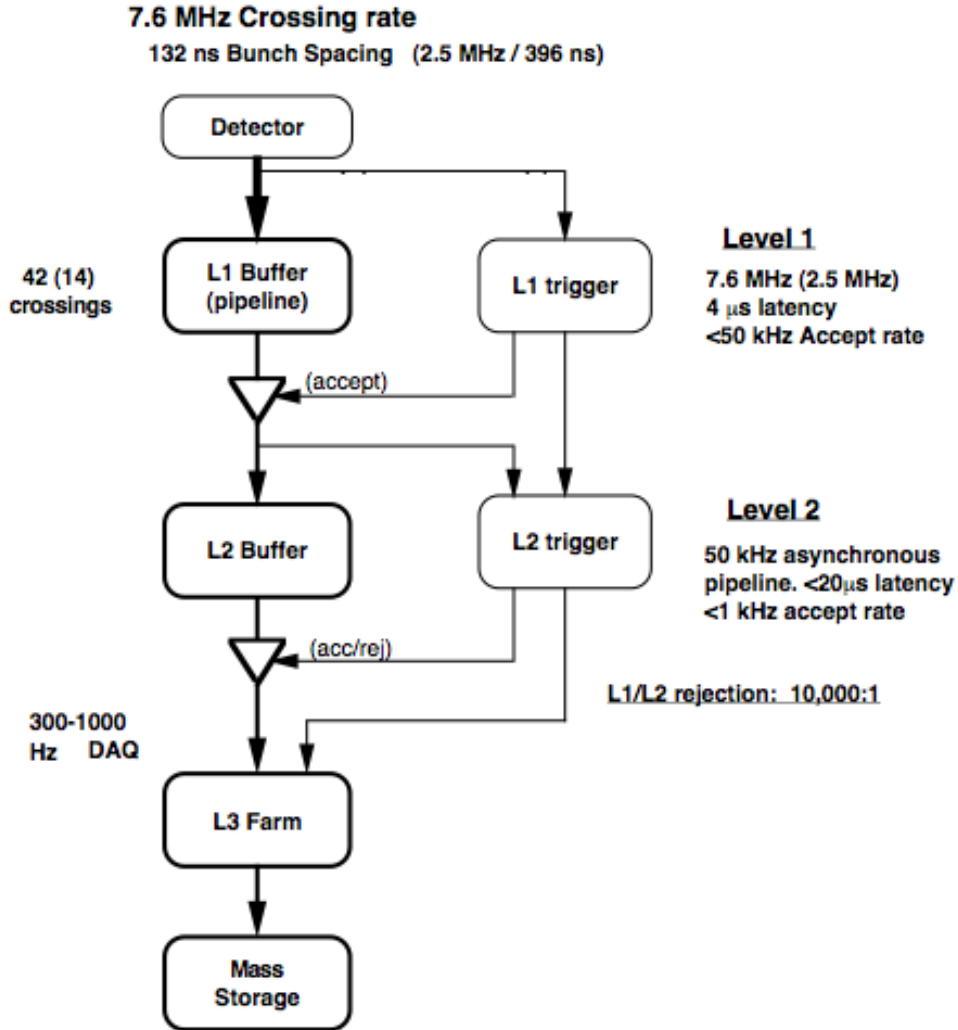 7.6 MHz Crossing rate
132 ns Bunch Spacing (2.5 MHz / 396 ns)
Detector
42 (14)
crossings
L1 Buffer
(pipeline)
L1 trigger
Level 1
7.6 MHz (2.5 MHz)
4 μs latency
<50 kHz Accept rate
(accept)
L2 Buffer
L2 trigger
Level 2
50 kHz asynchronous
pipeline. <20μs latency
<1 kHz accept rate
(acc/rej)
L1/L2 rejection: 10,000:1
300-1000
Hz DAQ
L3 Farm
Mass
Storage